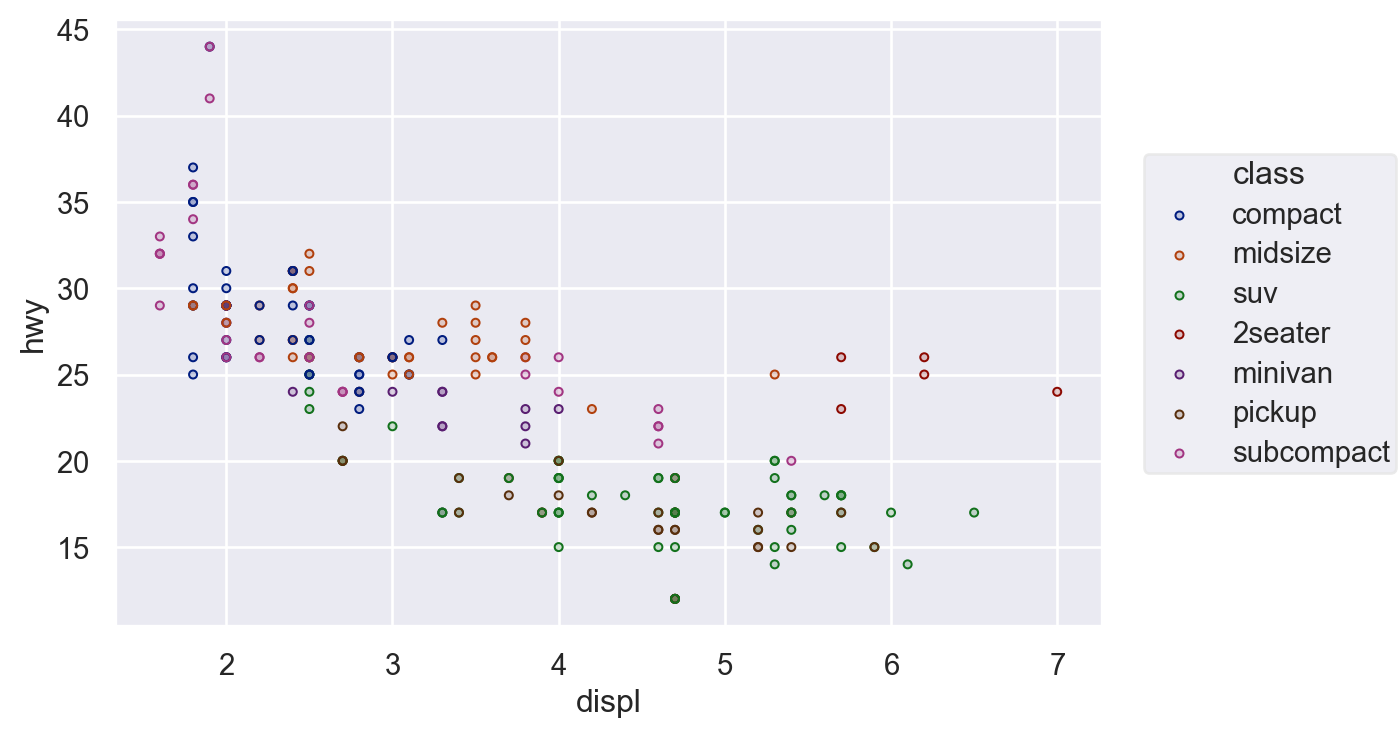 45
40
35
30
25
20
15
hwy
2 3 4 5 6 7
displ
class
compact
midsize
suv
2seater
minivan
pickup
subcompact